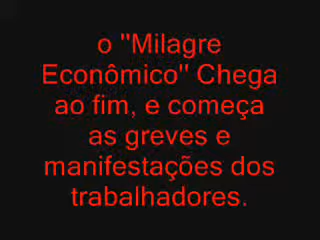 o "Milagre
Econômico" Chega
ao fim, e começa
as greves e
manifestações dos
trabalhadores.